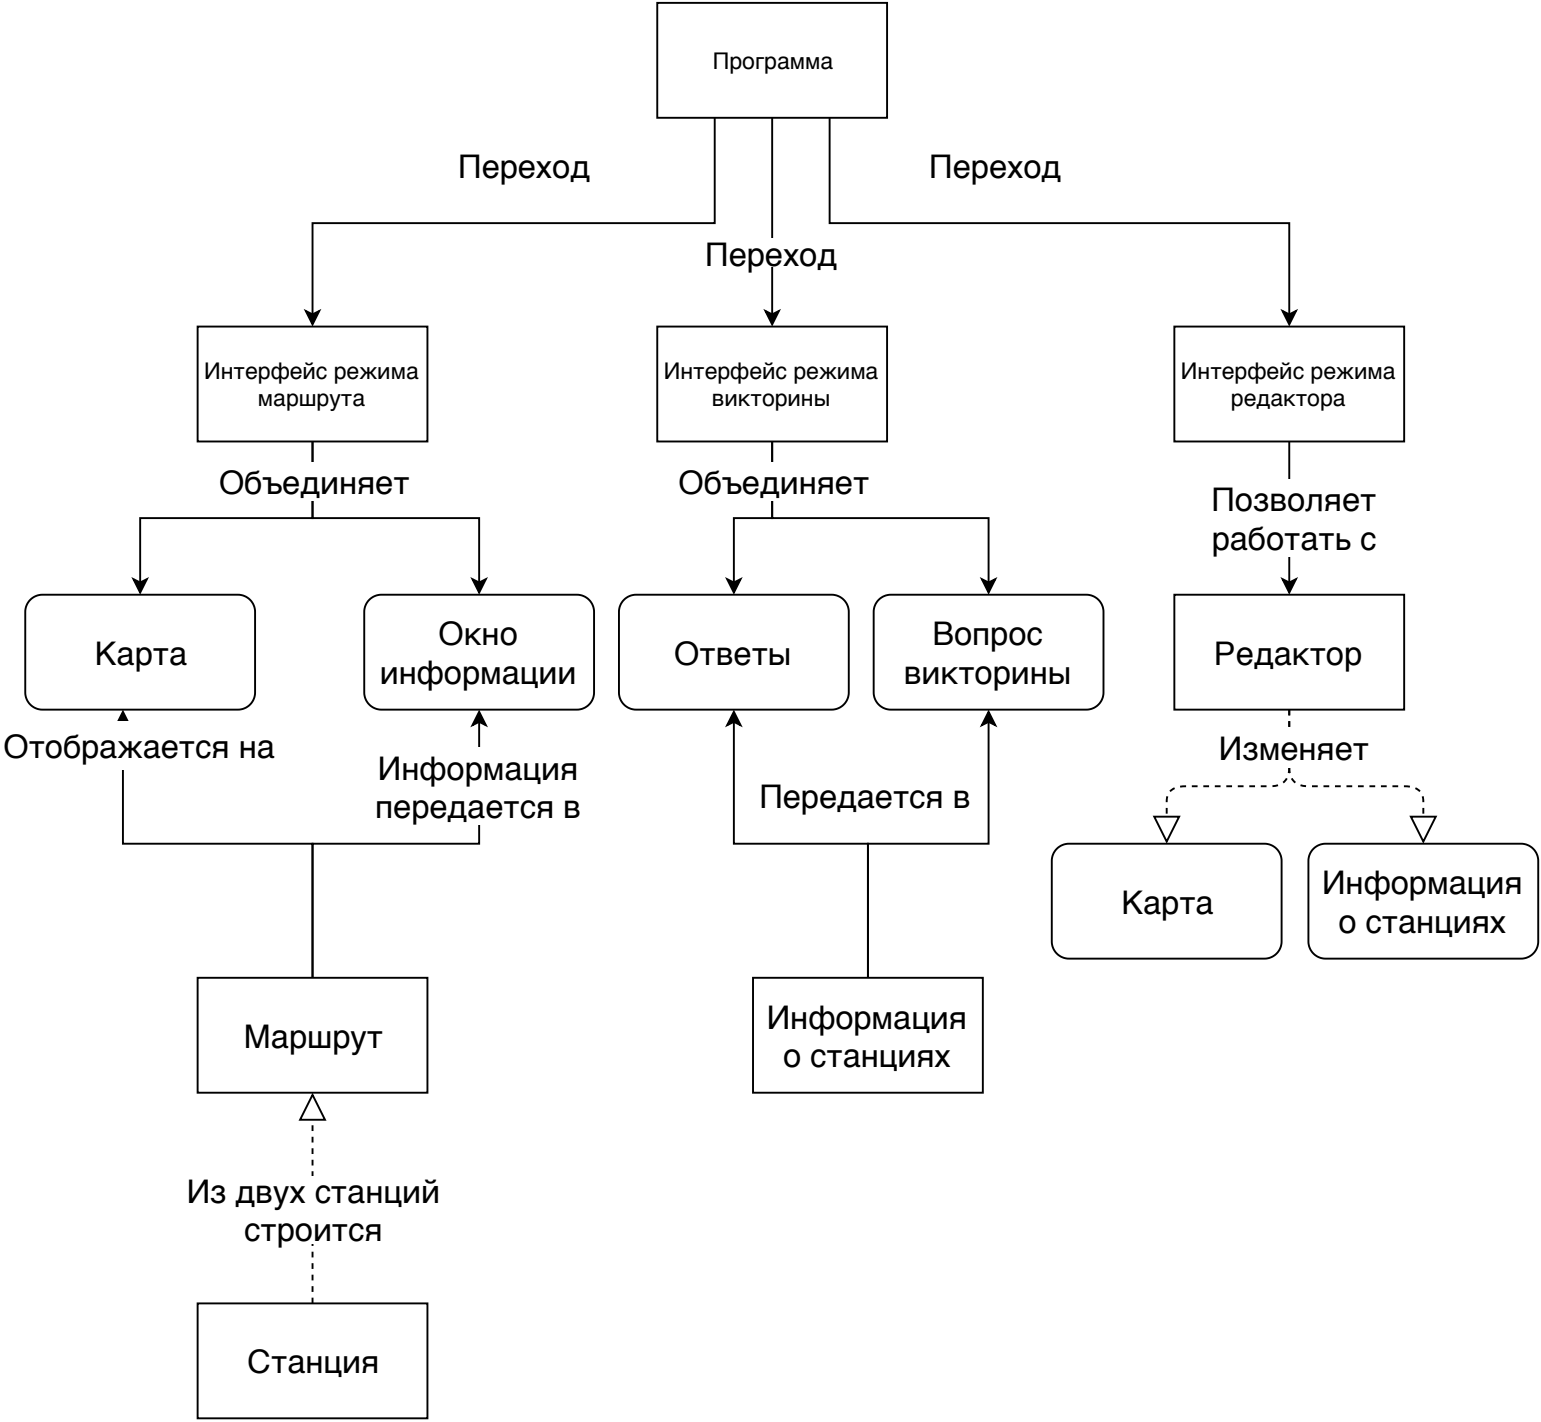 Программа
Переход
Переход
Переход
Интерфейс режима
маршрута
Интерфейс режима
викторины
Интерфейс режима
редактора
Объединяет
Объединяет
Позволяет
работать с
Карта
Окно
информации
Ответы
Вопрос
викторины
Редактор
Отображается на
Информация
передается в
Передается в
Изменяет
Карта
Информация
о станциях
Маршрут
Информация
о станциях
Из двух станций
строится
Станция